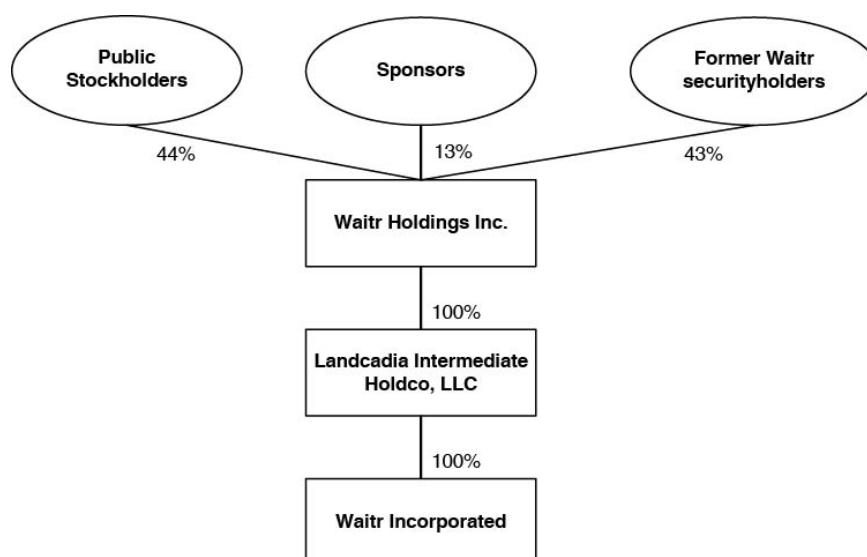 Public
Stockholders
Sponsors
Former Waitr
securityholders
44%
13%
43%
Waitr Holdings Inc.
100%
Landcadia Intermediate
Holdco, LLC
100%
Waitr Incorporated